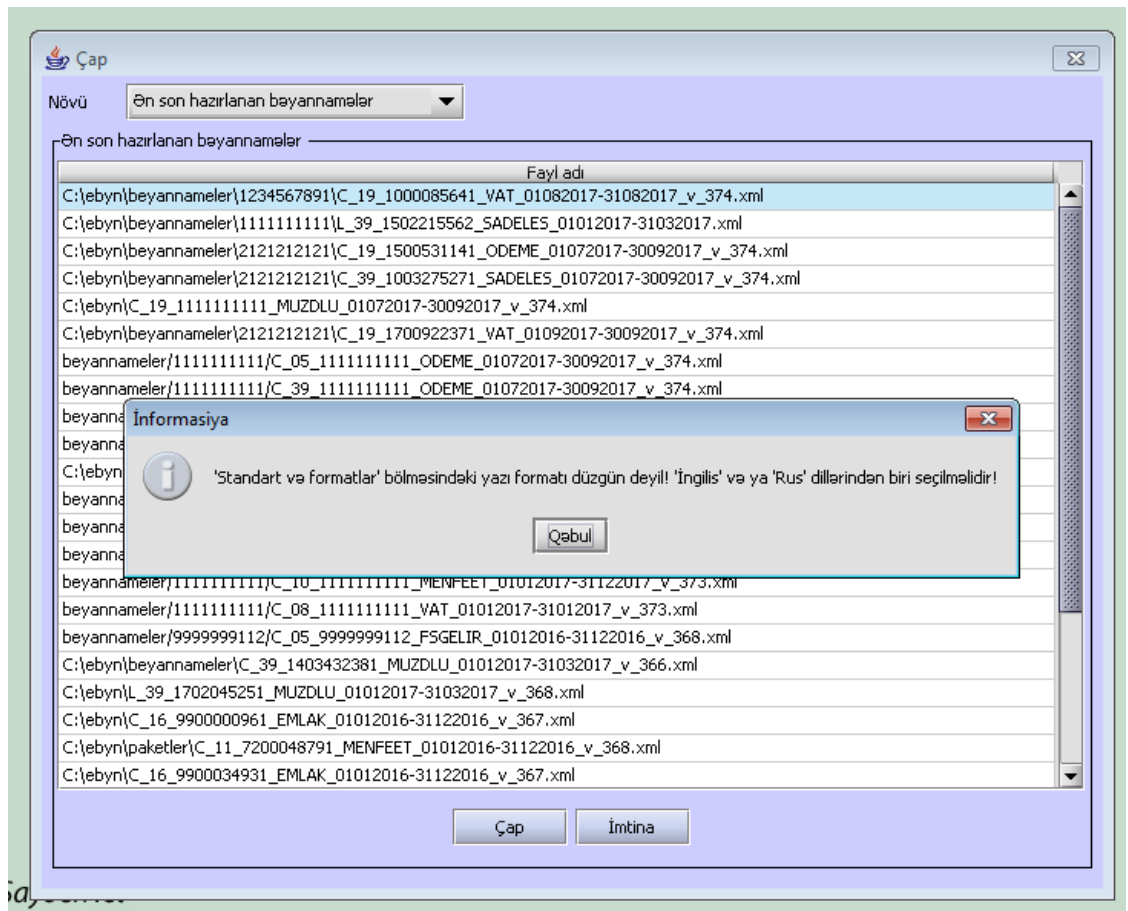 Çap
Növü
Ən son hazırlanan bəyannamələr
Ən son hazırlanan bəyannamələr
Fayl adı
C:\ebyn\beyannameler\1234567891\C_19_1000085641_VAT_01082017-31082017_v_374.xml
C:\ebyn\beyannameler\1111111111\L_39_1502215562_SADELES_01012017-31032017.xml
C:\ebyn\beyannameler\2121212121\C_19_1500531141_ODEME_01072017-30092017_v_374.xml
C:\ebyn\beyannameler\2121212121\C_39_1003275271_SADELES_01072017-30092017_v_374.xml
C:\ebyn\C_19_1111111111_MUZDLU_01072017-30092017_v_374.xml
C:\ebyn\beyannameler\2121212121\C_19_1700922371_VAT_01092017-30092017_v_374.xml
beyannameler/1111111111/C_05_1111111111_ODEME_01072017-30092017_v_374.xml
beyannameler/1111111111/C_39_1111111111_ODEME_01072017-30092017_v_374.xml
İnformasiya
'Standart və formatlar' bölməsindəki yazı formatı düzgün deyil! 'İngilis' və ya 'Rus' dillərindən biri seçilməlidir!
Qəbul
beyannameler/1111111111/C_10_1111111111_MENFEET_01012017-31122017_v_373.xml
beyannameler/1111111111/C_08_1111111111_VAT_01012017-31012017_v_373.xml
beyannameler/9999999112/C_05_9999999112_FSGELIR_01012016-31122016_v_368.xml
C:\ebyn\beyannameler\C_39_1403432381_MUZDLU_01012017-31032017_v_366.xml
C:\ebyn\L_39_1702045251_MUZDLU_01012017-31032017_v_368.xml
C:\ebyn\C_16_9900000961_EMLAK_01012016-31122016_v_367.xml
C:\ebyn\paketler\C_11_7200048791_MENFEET_01012016-31122016_v_368.xml
C:\ebyn\C_16_9900034931_EMLAK_01012016-31122016_v_367.xml
Çap
İmtina